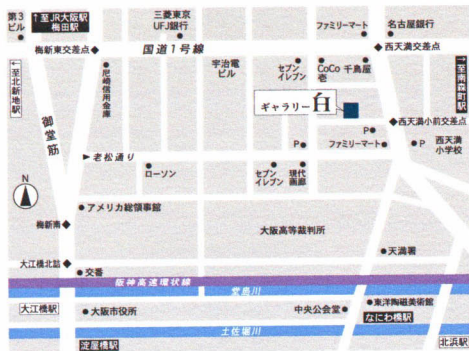 第3
ビル
↑至JR大阪駅
梅田駅
三菱東京
UFJ銀行
ファミリーマート
名古屋銀行
梅新東交差点
国道1号線
西天満交差点
←至北新地駅
尼崎信用金庫
宇治電
ビル
セブン
イレブン
CoCo
壱
千鳥屋
→至南森町駅
ギャラリー白
御堂筋
西天満小前交差点
P
P
ファミリーマート
P
西天満
小学校
老松通り
ローソン
セブン
イレブン
現代
画廊
N
アメリカ総領事館
梅新南
大阪高等裁判所
大江橋北詰
交番
天満署
阪神高速環状線
堂島川
大江橋駅
大阪市役所
中央公会堂
東洋陶磁美術館
なにわ橋駅
土佐堀川
淀屋橋駅
北浜駅